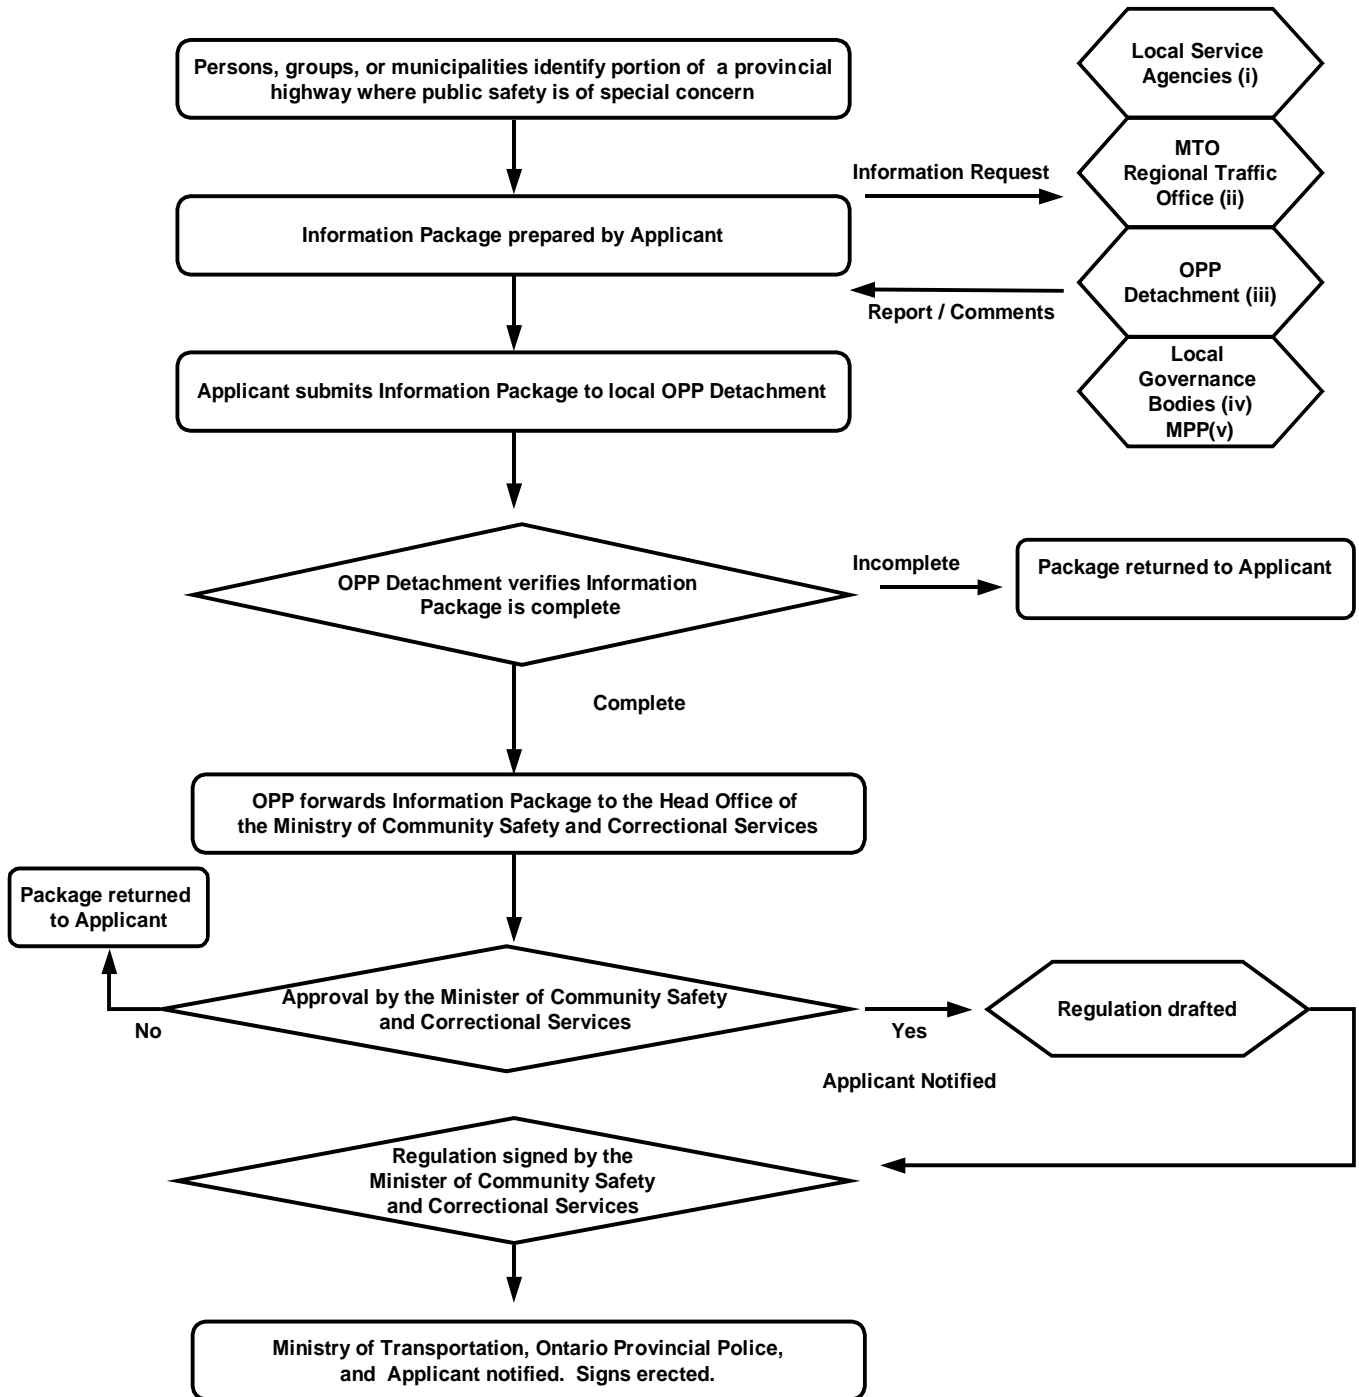 Persons, groups, or municipalities identify portion of a provincial
highway where public safety is of special concern
Local Service
Agencies (i)
MTO
Regional Traffic
Office (ii)
Information Request
Information Package prepared by Applicant
OPP
Detachment (iii)
Report / Comments
Local
Governance
Bodies (iv)
MPP(v)
Applicant submits Information Package to local OPP Detachment
OPP Detachment verifies Information
Package is complete
Incomplete
Package returned to Applicant
Complete
OPP forwards Information Package to the Head Office of
the Ministry of Community Safety and Correctional Services
Package returned
to Applicant
Approval by the Minister of Community Safety
and Correctional Services
No
Yes
Regulation drafted
Applicant Notified
Regulation signed by the
Minister of Community Safety
and Correctional Services
Ministry of Transportation, Ontario Provincial Police,
and Applicant notified. Signs erected.